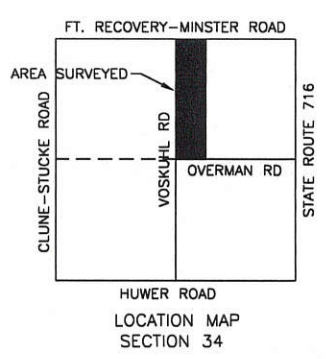 FT. RECOVERY-MINSTER ROAD
AREA SURVEYED
CLUNE-STUCKE ROAD
VOSKUHL RD
OVERMAN RD
STATE ROUTE 716
HUWER ROAD
LOCATION MAP
SECTION 34